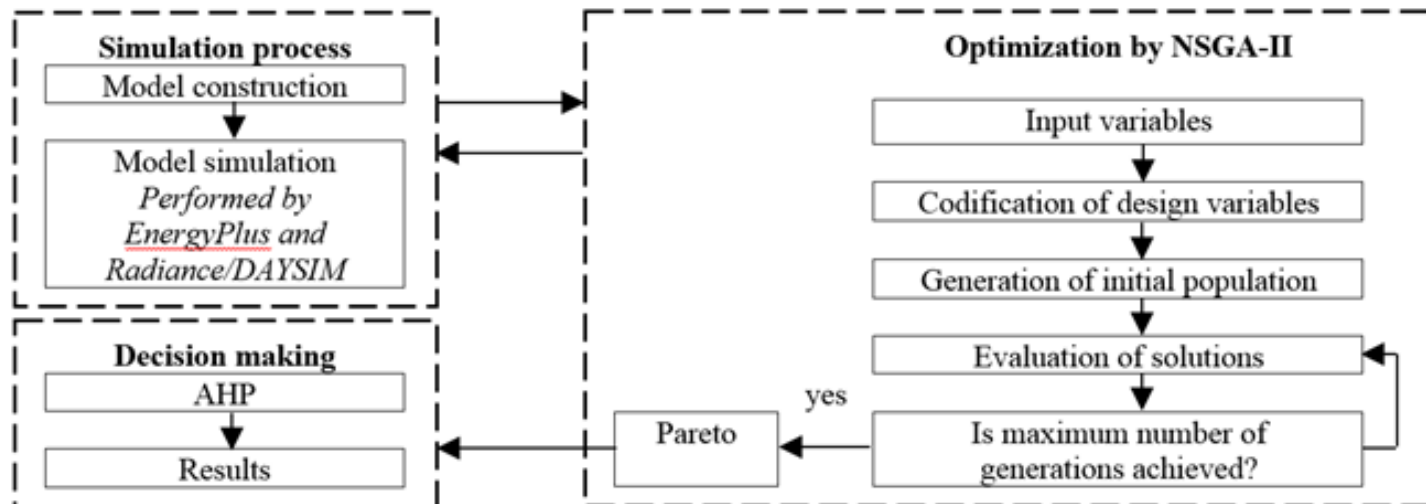 Simulation process
Model construction
Model simulation
Performed by
EnergyPlus and
Radiance/DAYSIM
Decision making
AHP
Results
Optimization by NSGA-II
Input variables
Codification of design variables
Generation of initial population
Evaluation of solutions
Is maximum number of
generations achieved?
yes
Pareto